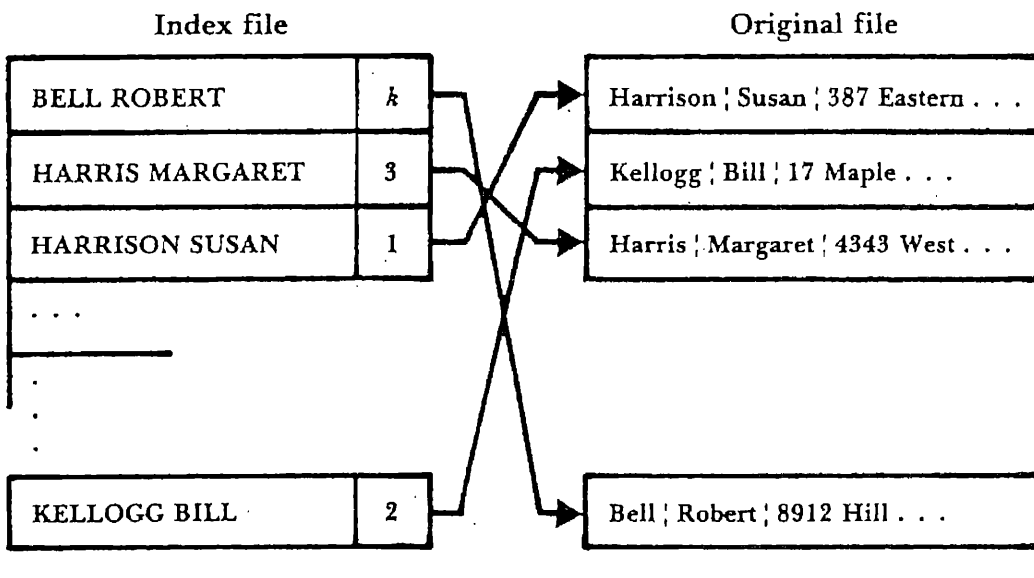 Index file
Original file
BELL ROBERT k
Harrison ¦ Susan ¦ 387 Eastern . . .
HARRIS MARGARET 3
Kellogg ¦ Bill ¦ 17 Maple . . .
HARRISON SUSAN 1
Harris ¦ Margaret ¦ 4343 West . . .
. . .
.
.
.
KELLOGG BILL 2
Bell ¦ Robert ¦ 8912 Hill . . .